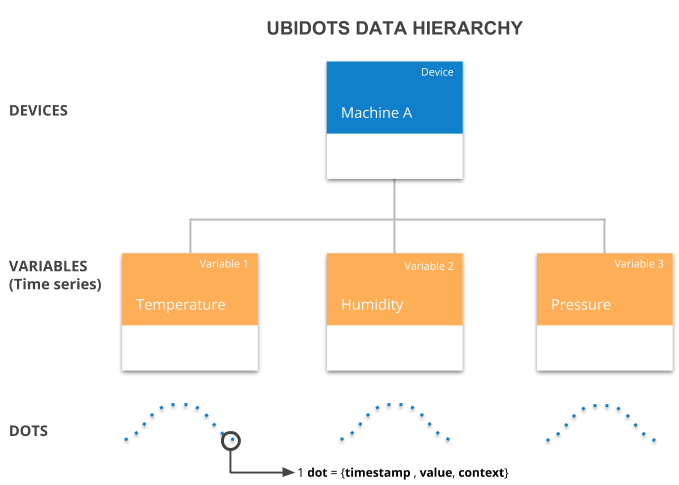 UBIDOTS DATA HIERARCHY
DEVICES
Device
Machine A
VARIABLES
(Time series)
Variable 1
Temperature
Variable 2
Humidity
Variable 3
Pressure
DOTS
1 dot = {timestamp , value, context}